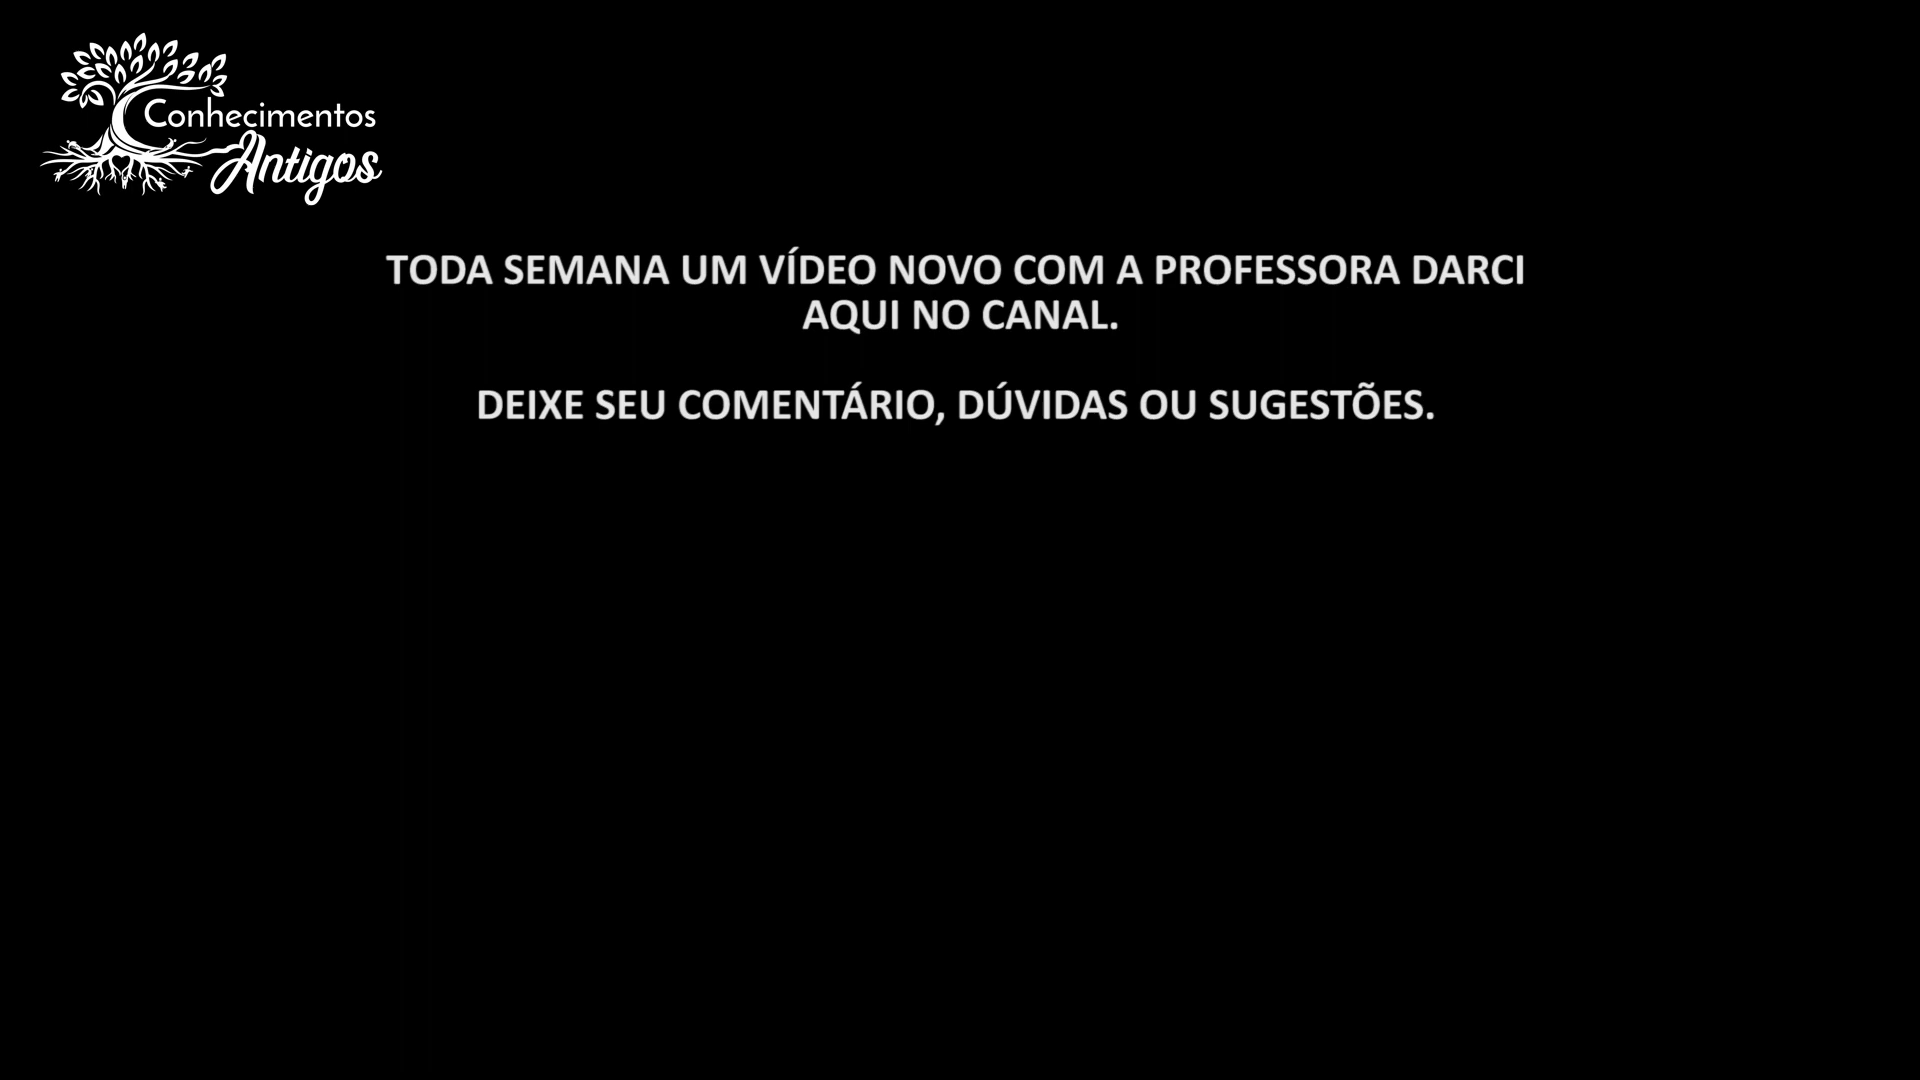 Conhecimentos
Antigos
TODA SEMANA UM VÍDEO NOVO COM A PROFESSORA DARCI
AQUI NO CANAL.
DEIXE SEU COMENTÁRIO, DÚVIDAS OU SUGESTÕES.